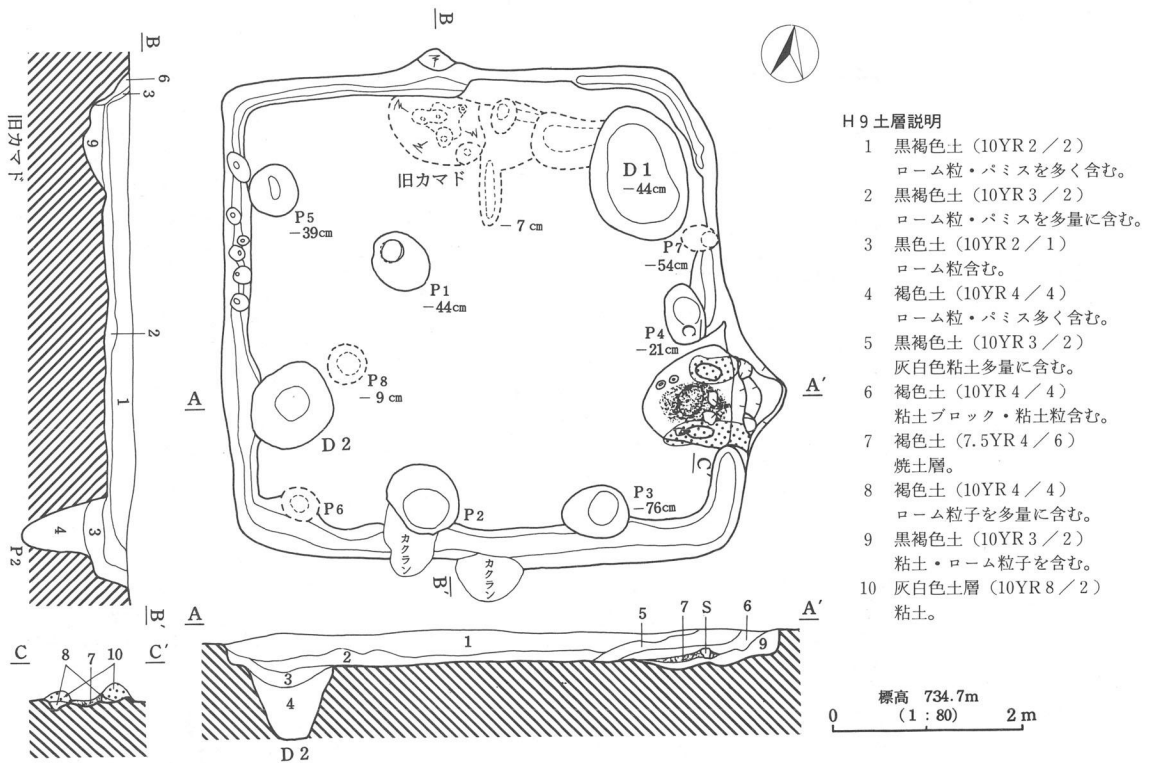 B
B
6
3
9
旧カマド
2
1
4
3
P2
B′
旧カマド
D1
−44㎝
−7㎝
P5
−39㎝
P7
−54㎝
P1
−44㎝
P4
−21㎝
C
P8
−9㎝
A
A′
D2
C′
P6
P2
P3
−76㎝
カクラン
カクラン
B′
A
A′
1
2
3
4
5
7
S
6
9
D2
C
8
7
10
C′
H9土層説明
1 黒褐色土(10YR2/2)
ローム粒・パミスを多く含む。
2 黒褐色土(10YR3/2)
ローム粒・パミスを多量に含む。
3 黒色土(10YR2/1)
ローム粒含む。
4 褐色土(10YR4/4)
ローム粒・パミス多く含む。
5 黒褐色土(10YR3/2)
灰白色粘土多量に含む。
6 褐色土(10YR4/4)
粘土ブロック・粘土粒含む。
7 褐色土(7.5YR4/6)
焼土層。
8 褐色土(10YR4/4)
ローム粒子を多量に含む。
9 黒褐色土(10YR3/2)
粘土・ローム粒子を含む。
10 灰白色土層(10YR8/2)
粘土。
標高 734.7m
(1:80)
0 2m